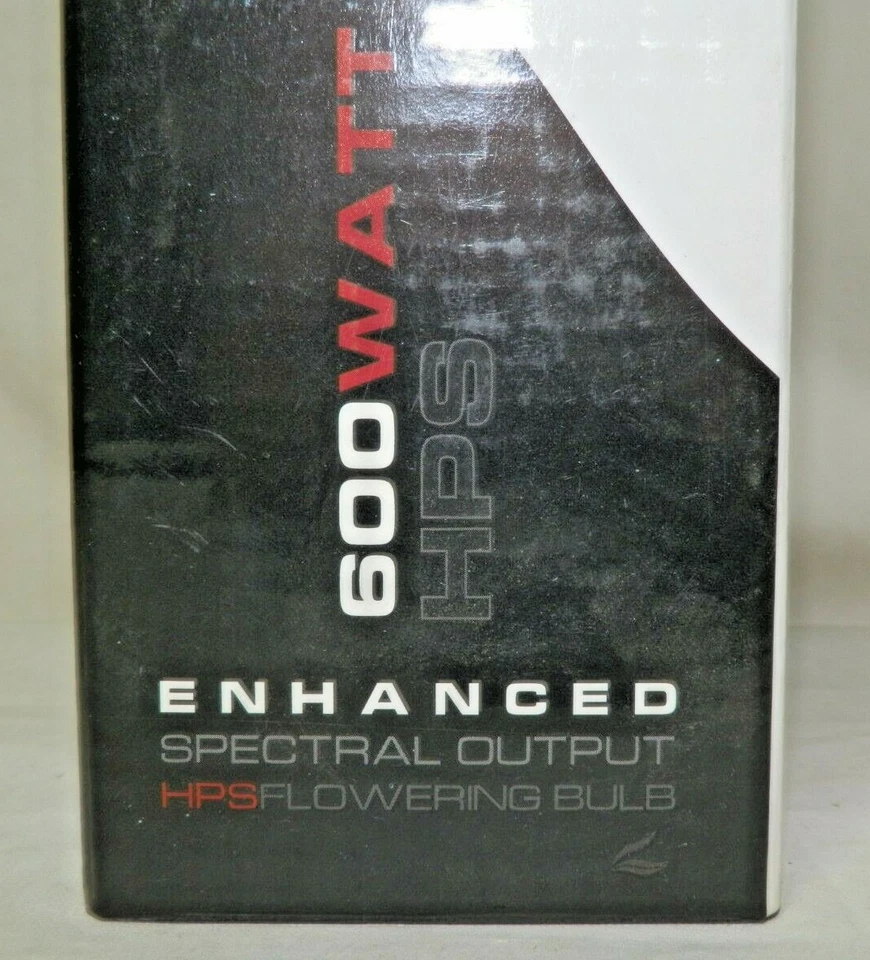 600WATT
HPS
ENHANCED
SPECTRAL OUTPUT
HPSFLOWERING BULB